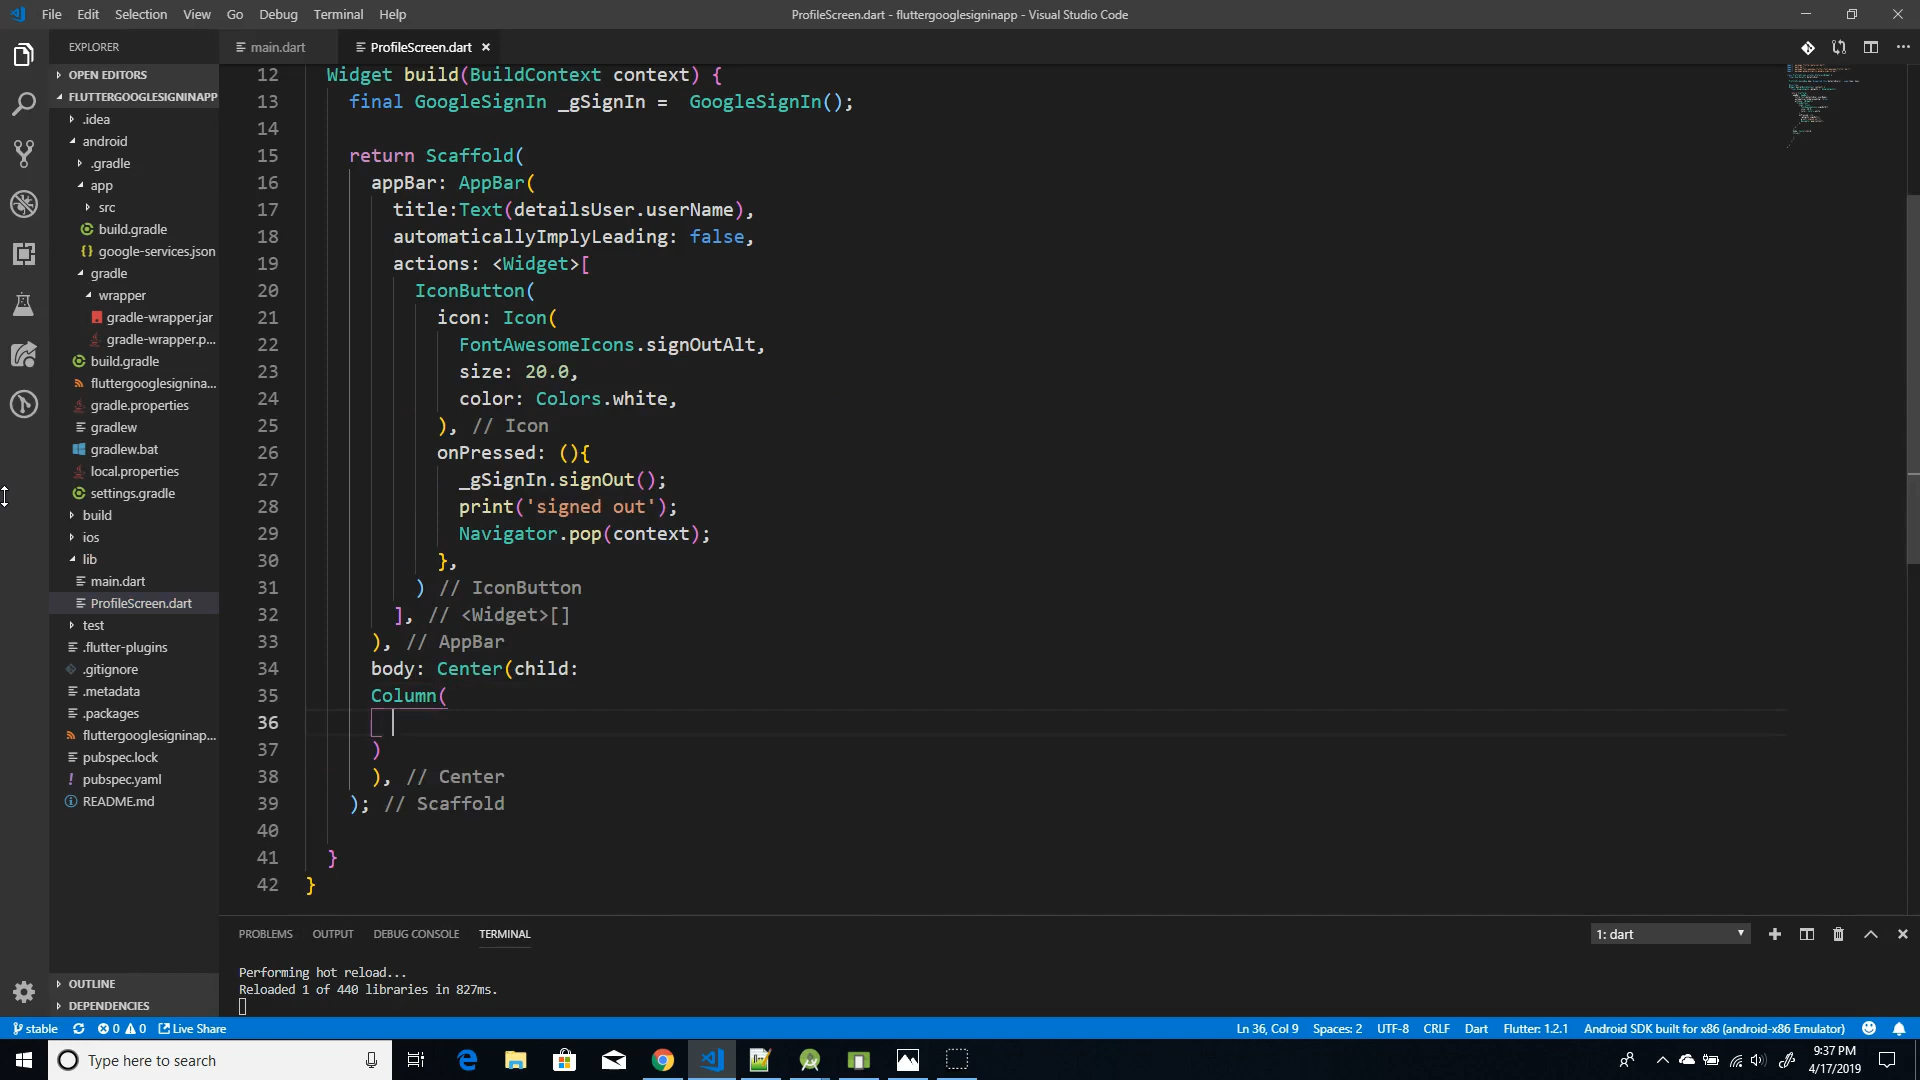 File Edit Selection View Go Debug Terminal Help
ProfileScreen.dart - fluttergooglesigninapp - Visual Studio Code
EXPLORER
OPEN EDITORS
FLUTTERGOOGLESIGNINAPP
.idea
android
.gradle
app
src
build.gradle
google-services.json
gradle
wrapper
gradle-wrapper.jar
gradle-wrapper.p...
build.gradle
fluttergooglesignina...
gradle.properties
gradlew
gradlew.bat
local.properties
settings.gradle
build
ios
lib
main.dart
ProfileScreen.dart
test
.flutter-plugins
.gitignore
.metadata
.packages
fluttergooglesigninap...
pubspec.lock
pubspec.yaml
README.md
OUTLINE
DEPENDENCIES
main.dart ProfileScreen.dart
12 Widget build(BuildContext context) {
13 final GoogleSignIn _gSignIn =  GoogleSignIn();
14
15 return Scaffold(
16 appBar: AppBar(
17 title:Text(detailsUser.userName),
18 automaticallyImplyLeading: false,
19 actions: <Widget>[
20 IconButton(
21 icon: Icon(
22 FontAwesomeIcons.signOutAlt,
23 size: 20.0,
24 color: Colors.white,
25 ), // Icon
26 onPressed: (){
27 _gSignIn.signOut();
28 print('signed out');
29 Navigator.pop(context);
30 },
31 ) // IconButton
32 ], // <Widget>[]
33 ), // AppBar
34 body: Center(child:
35 Column(
36
37 )
38 ), // Center
39 ); // Scaffold
40
41 }
42 }
PROBLEMS OUTPUT DEBUG CONSOLE TERMINAL
1: dart
Performing hot reload...
Reloaded 1 of 440 libraries in 827ms.
stable 0 0 Live Share
Ln 36, Col 9 Spaces: 2 UTF-8 CRLF Dart Flutter: 1.2.1 Android SDK built for x86 (android-x86 Emulator)
Type here to search
9:37 PM
4/17/2019